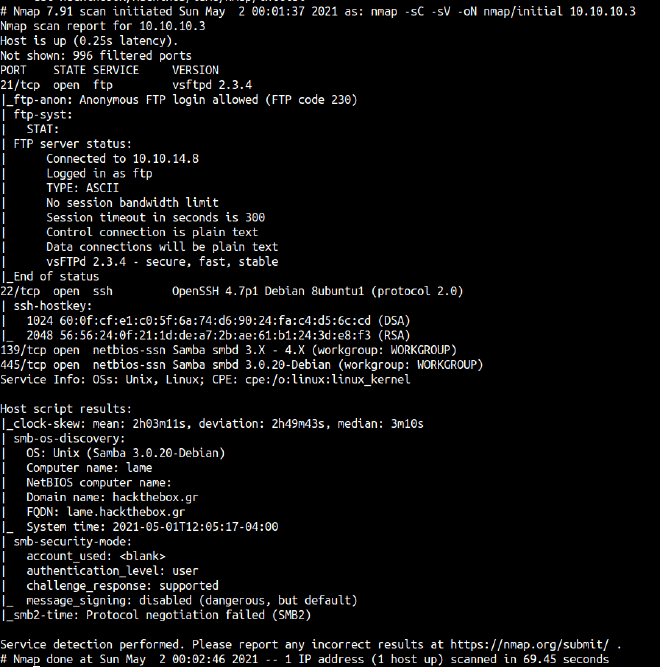 # Nmap 7.91 scan initiated Sun May  2 00:01:37 2021 as: nmap -sC -sV -oN nmap/initial 10.10.10.3
Nmap scan report for 10.10.10.3
Host is up (0.25s latency).
Not shown: 996 filtered ports
PORT    STATE SERVICE     VERSION
21/tcp  open  ftp         vsftpd 2.3.4
|_ftp-anon: Anonymous FTP login allowed (FTP code 230)
| ftp-syst:
|   STAT:
| FTP server status:
|      Connected to 10.10.14.8
|      Logged in as ftp
|      TYPE: ASCII
|      No session bandwidth limit
|      Session timeout in seconds is 300
|      Control connection is plain text
|      Data connections will be plain text
|      vsFTPd 2.3.4 - secure, fast, stable
|_End of status
22/tcp  open  ssh         OpenSSH 4.7p1 Debian 8ubuntu1 (protocol 2.0)
| ssh-hostkey:
|   1024 60:0f:cf:e1:c0:5f:6a:74:d6:90:24:fa:c4:d5:6c:cd (DSA)
|_  2048 56:56:24:0f:21:1d:de:a7:2b:ae:61:b1:24:3d:e8:f3 (RSA)
139/tcp open  netbios-ssn Samba smbd 3.X - 4.X (workgroup: WORKGROUP)
445/tcp open  netbios-ssn Samba smbd 3.0.20-Debian (workgroup: WORKGROUP)
Service Info: OSs: Unix, Linux; CPE: cpe:/o:linux:linux_kernel

Host script results:
|_clock-skew: mean: 2h03m11s, deviation: 2h49m43s, median: 3m10s
| smb-os-discovery:
|   OS: Unix (Samba 3.0.20-Debian)
|   Computer name: lame
|   NetBIOS computer name:
|   Domain name: hackthebox.gr
|   FQDN: lame.hackthebox.gr
|_  System time: 2021-05-01T12:05:17-04:00
| smb-security-mode:
|   account_used: <blank>
|   authentication_level: user
|   challenge_response: supported
|_  message_signing: disabled (dangerous, but default)
|_smb2-time: Protocol negotiation failed (SMB2)

Service detection performed. Please report any incorrect results at https://nmap.org/submit/ .
# Nmap done at Sun May  2 00:02:46 2021 -- 1 IP address (1 host up) scanned in 69.45 seconds